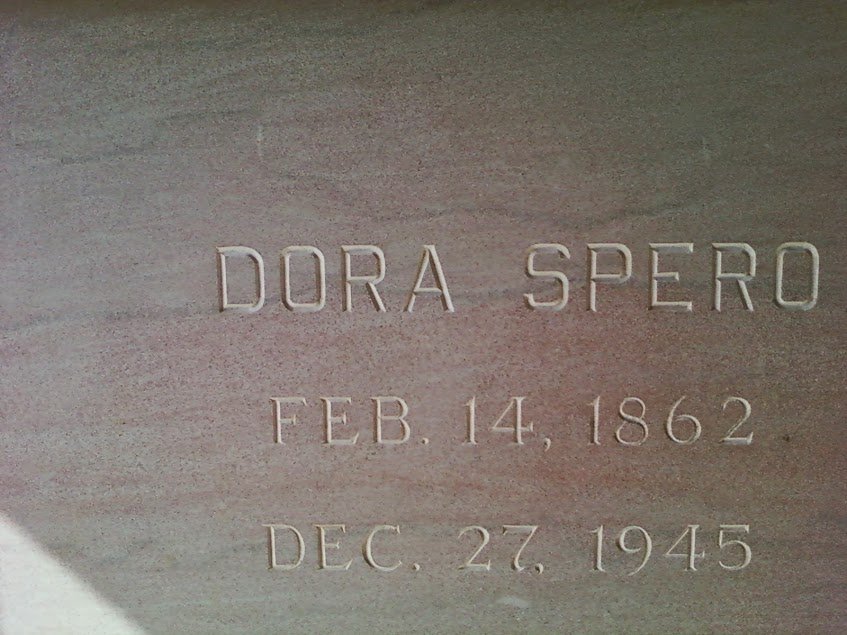 DORA SPERO
FEB. 14, 1862
DEC. 27, 1945